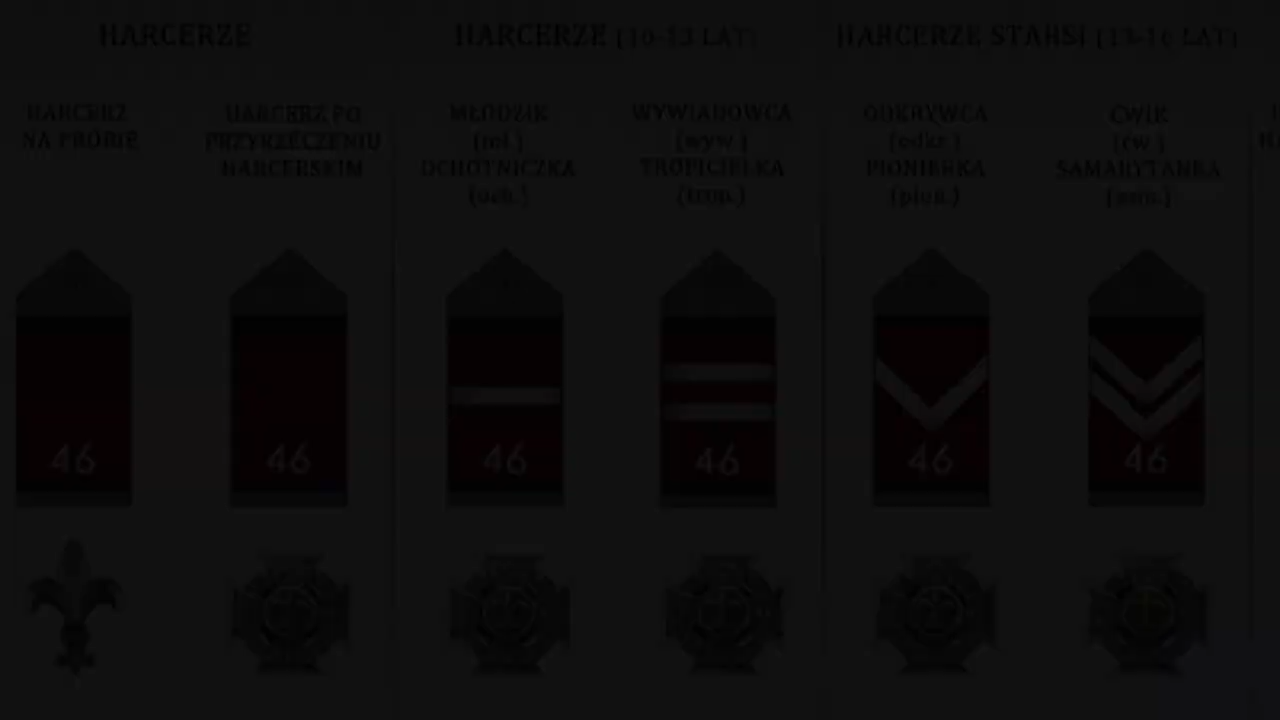 HARCERZE
HARCERZE (10-13 LAT)
HARCERZE STARSI (13-16 LAT)
HARCERZ
NA PRÓBIE
HARCERZ PO
PRZYRZECZENIU
HARCERSKIM
MŁODZIK
(mł.)
OCHOTNICZKA
(och.)
WYWIADOWCA
(wyw.)
TROPICIELKA
(trop.)
ODKRYWCA
(odkr.)
PIONIERKA
(pion.)
ĆWIK
(ćw.)
SAMARYTANKA
(sam.)
46
46
46
46
46
46